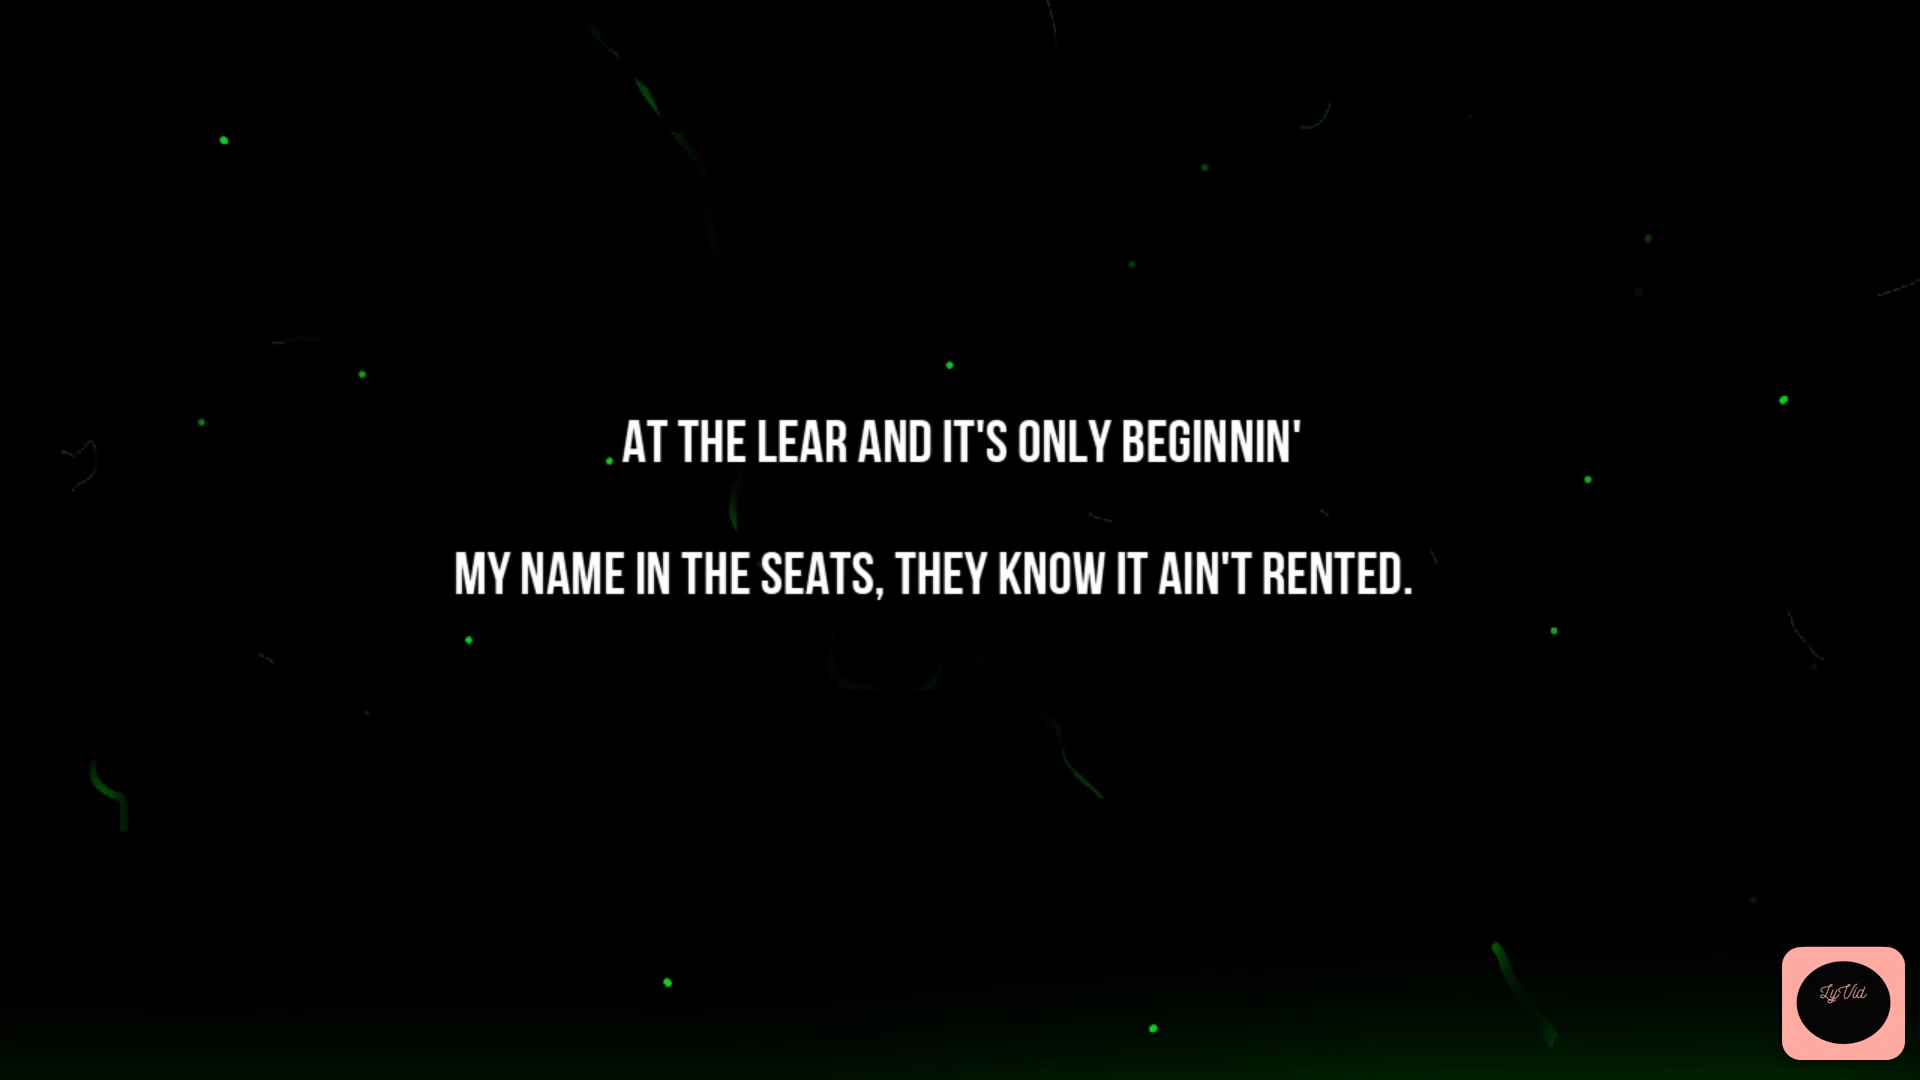 AT THE LEAR AND IT'S ONLY BEGINNIN'
MY NAME IN THE SEATS, THEY KNOW IT AIN'T RENTED.
LyVid